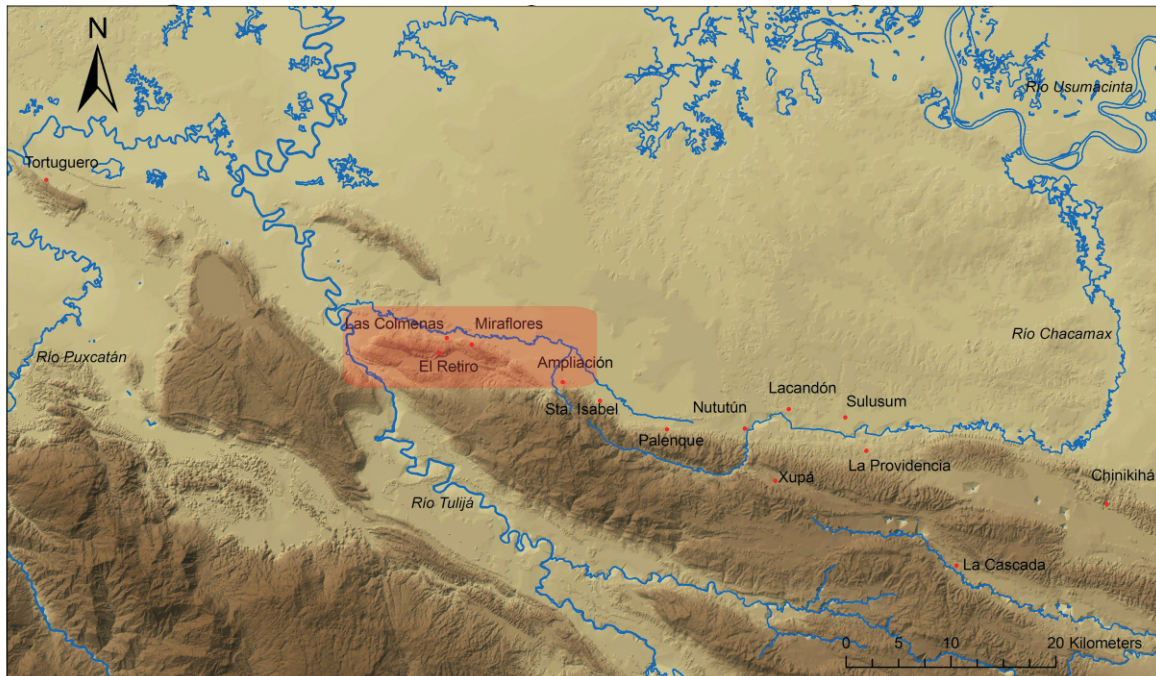 N
Río Usumacinta
Tortuguero
Río Chacamax
Las Colmenas
Miraflores
Río Puxcatán
El Retiro
Ampliación
Lacandón
Sta. Isabel
Nututún
Sulusum
Palenque
La Providencia
Xupá
Chinikihá
Río Tulijá
La Cascada
0 5 10 20 Kilometers